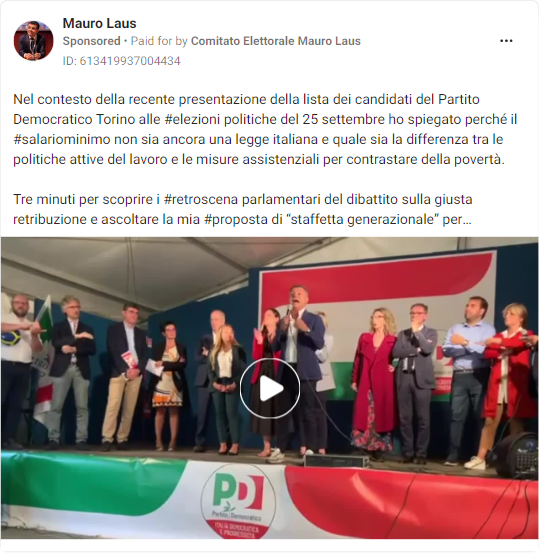 Mauro Laus
Sponsored • Paid for by Comitato Elettorale Mauro Laus
ID: 613419937004434
Nel contesto della recente presentazione della lista dei candidati del Partito
Democratico Torino alle #elezioni politiche del 25 settembre ho spiegato perché il
#salariominimo non sia ancora una legge italiana e quale sia la differenza tra le
politiche attive del lavoro e le misure assistenziali per contrastare della povertà.
Tre minuti per scoprire i #retroscena parlamentari del dibattito sulla giusta
retribuzione e ascoltare la mia #proposta di “staffetta generazionale” per...
PD
Partito Democratico
ITALIA DEMOCRATICA
E PROGRESSISTA